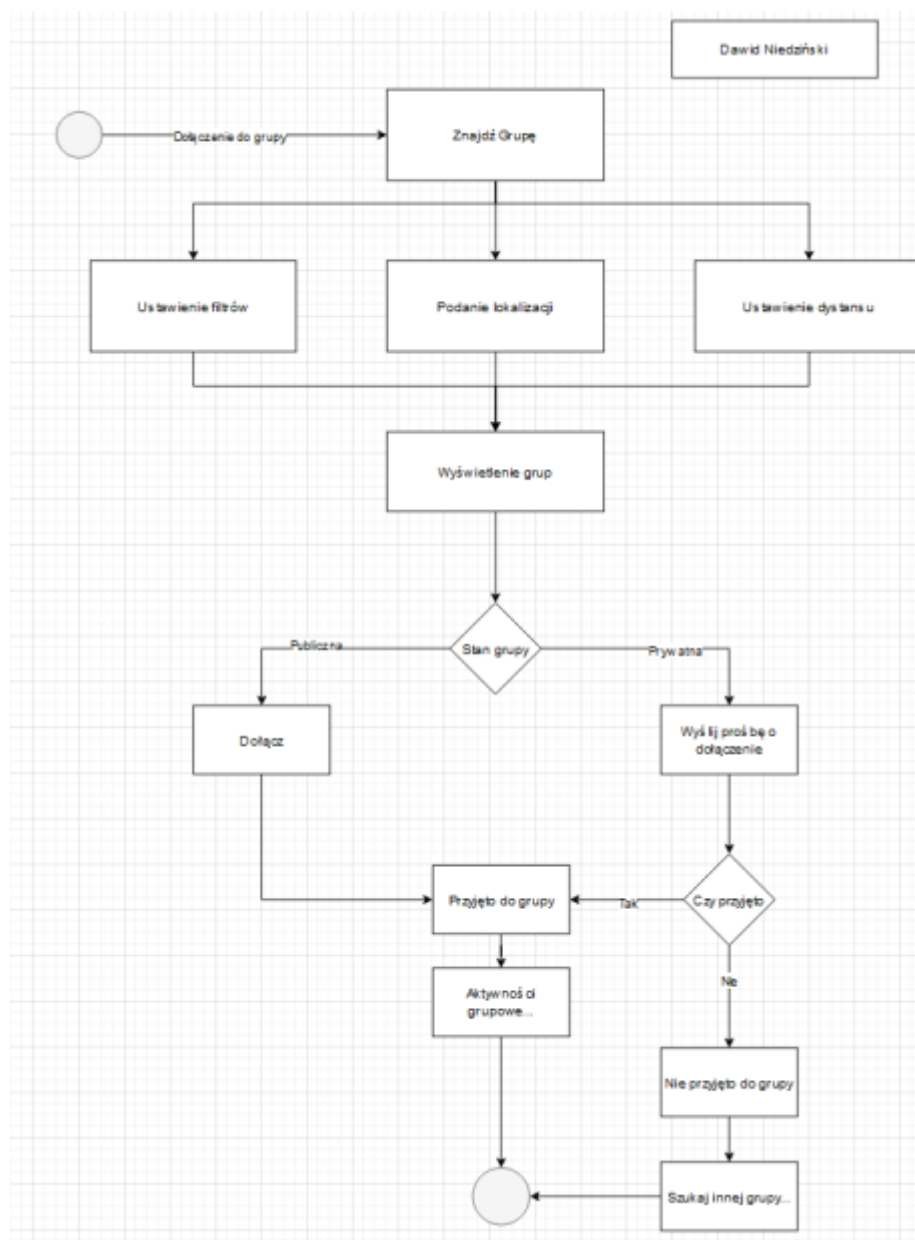 Dawid Niedziński
Dołączenie do grupy
Znajdź Grupę
Ustawienie filtrów
Podanie lokalizacji
Ustawienie dystansu
Wyświetlenie grup
Stan grupy
Publiczna
Prywatna
Dołącz
Wyślij prośbę o
dołączenie
Przyjęto do grupy
Tak
Czy przyjęto
Aktywności
grupowe...
Nie
Nie przyjęto do grupy
Szukaj innej grupy...